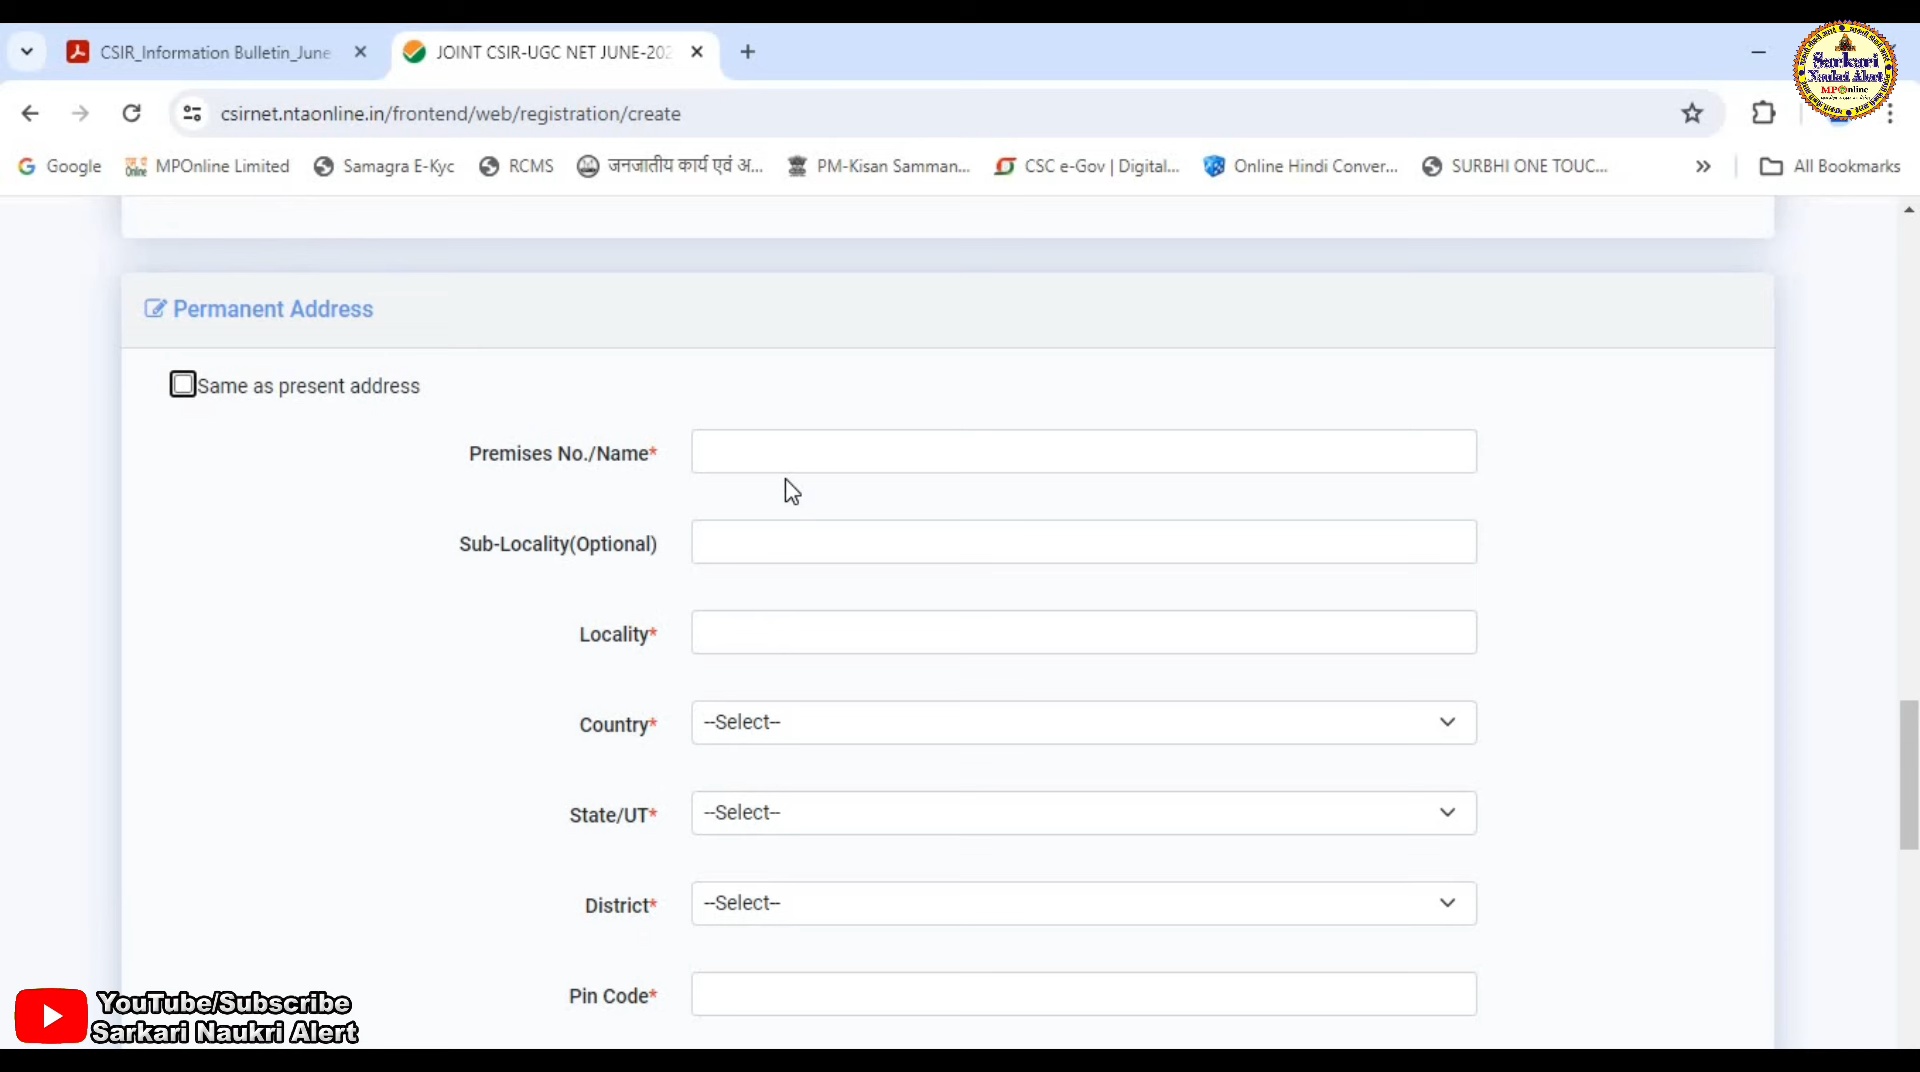 CSIR_Information Bulletin_June
JOINT CSIR-UGC NET JUNE-202
csirnet.ntaonline.in/frontend/web/registration/create
Google
MPOnline Limited
Samagra E-Kyc
RCMS
जनजातीय कार्य एवं अ...
PM-Kisan Samman...
CSC e-Gov | Digital...
Online Hindi Conver...
SURBHI ONE TOUC...
All Bookmarks
Sarkari
Naukri Alert
MPOnline
Permanent Address
Same as present address
Premises No./Name*
Sub-Locality(Optional)
Locality*
Country*
--Select--
State/UT*
--Select--
District*
--Select--
Pin Code*
YouTube/Subscribe
Sarkari Naukri Alert